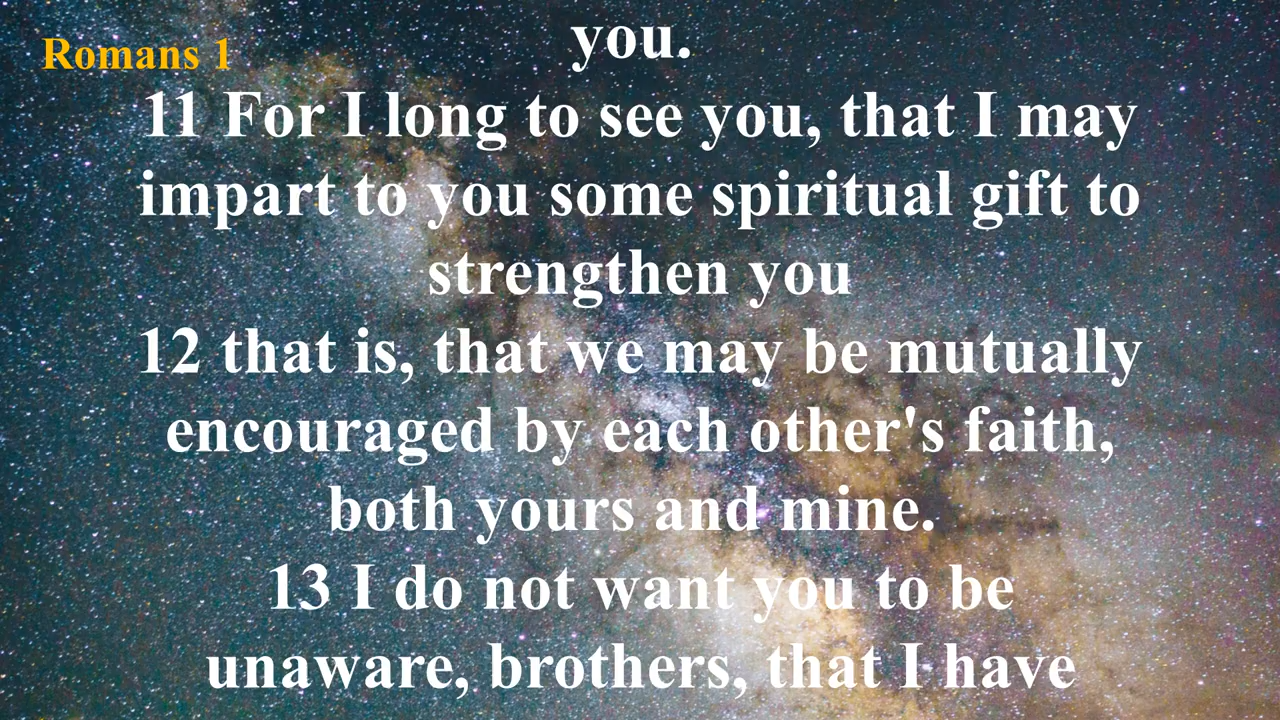 Romans 1
you.
11 For I long to see you, that I may
impart to you some spiritual gift to
strengthen you
12 that is, that we may be mutually
encouraged by each other's faith,
both yours and mine.
13 I do not want you to be
unaware, brothers, that I have